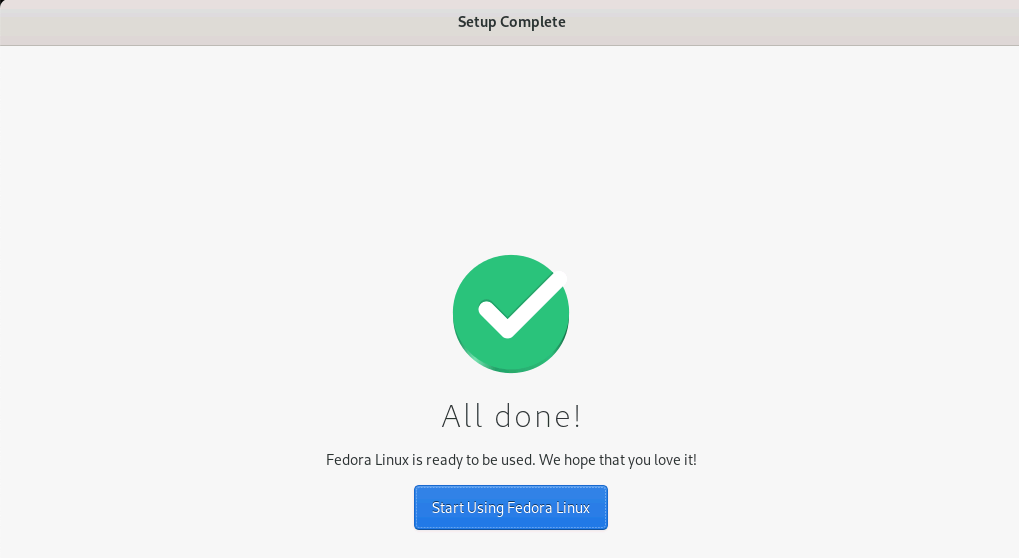 Setup Complete
All done!
Fedora Linux is ready to be used. We hope that you love it!
Start Using Fedora Linux